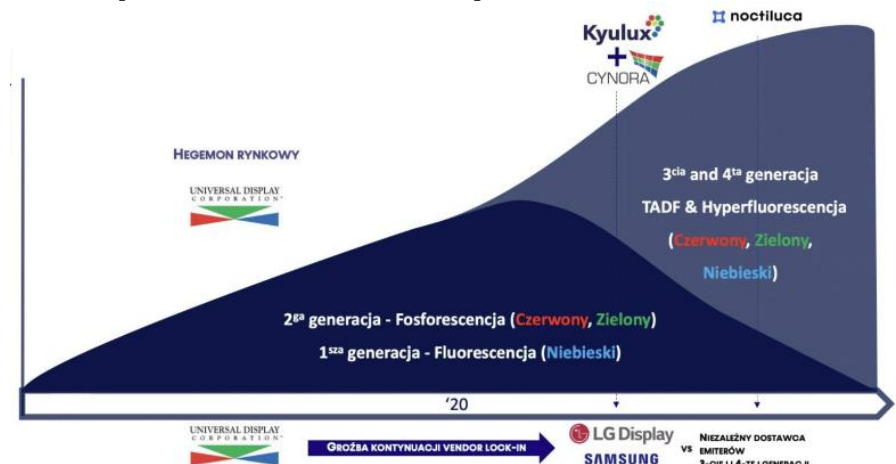 noctiluca
Kyulux
+
CYNORA
HEGEMON RYNKOWY
UNIVERSAL DISPLAY
CORPORATION
3cia and 4ta generacja
TADF & Hyperfluorescencja
(Czerwony, Zielony,
Niebieski)
2ga generacja - Fosforescencja (Czerwony, Zielony)
1sza generacja - Fluorescencja (Niebieski)
'20
UNIVERSAL DISPLAY
CORPORATION
GROŹBA KONTYNUACJI VENDOR LOCK-IN
LG Display
SAMSUNG
VS
NIEZALEŻNY DOSTAWCA
EMITERÓW